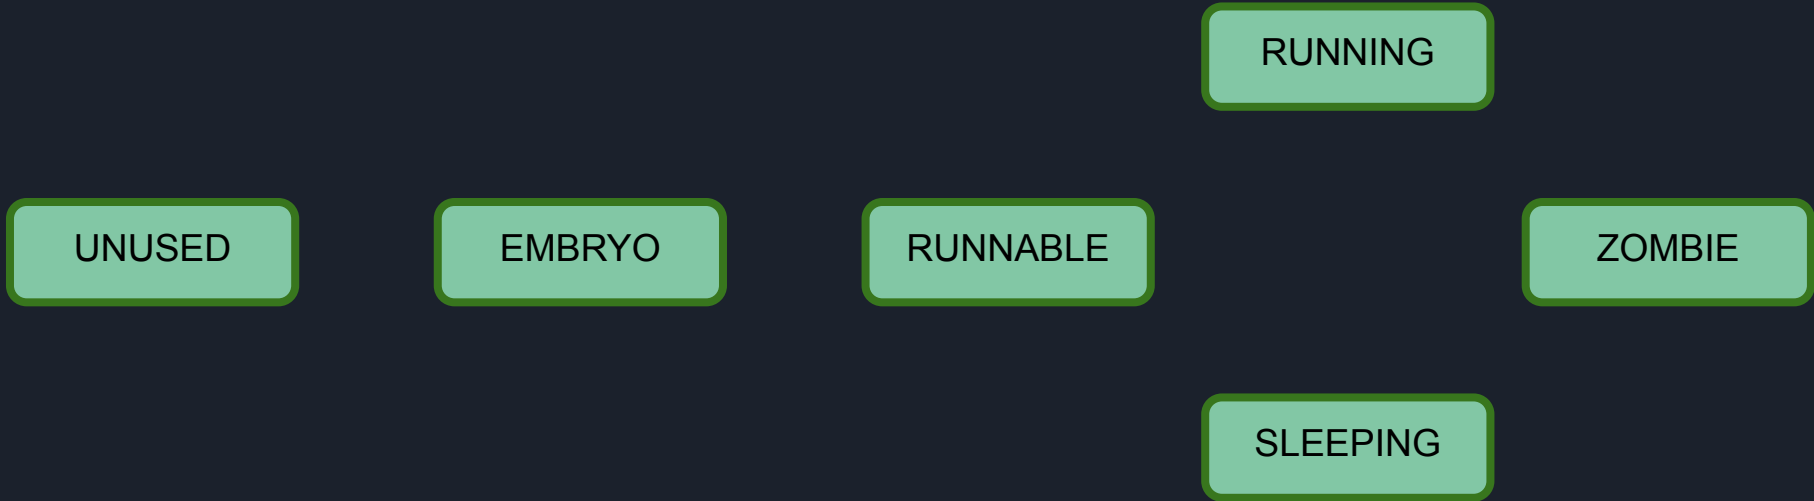 RUNNING
UNUSED
EMBRYO
RUNNABLE
ZOMBIE
SLEEPING